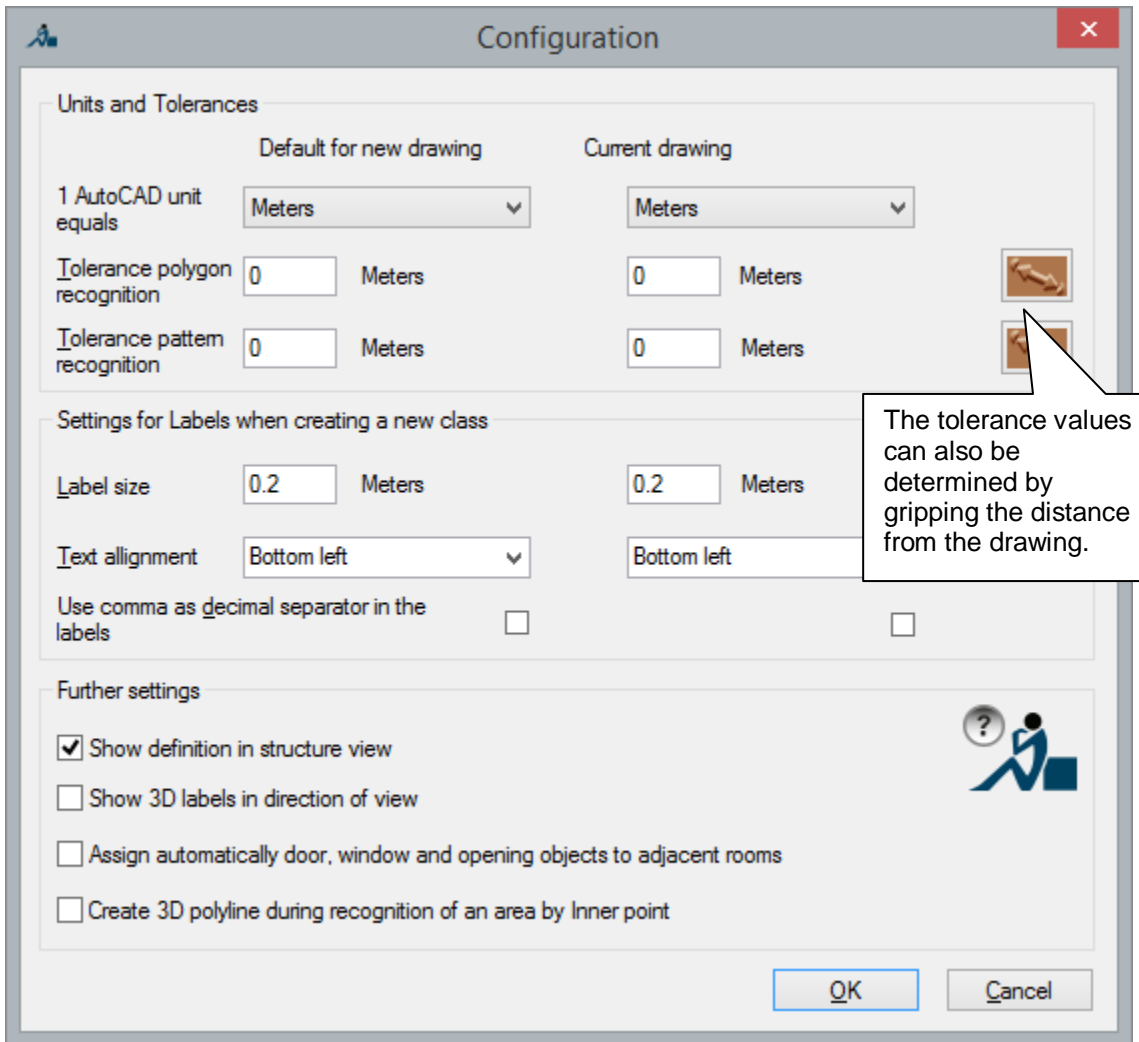 Configuration
Units and Tolerances
Default for new drawing
Current drawing
1 AutoCAD unit
equals
Meters
Meters
Tolerance polygon
recognition
0
Meters
0
Meters
Tolerance pattern
recognition
0
Meters
0
Meters
The tolerance values
can also be
determined by
gripping the distance
from the drawing.
Settings for Labels when creating a new class
Label size
0.2
Meters
0.2
Meters
Text allignment
Bottom left
Bottom left
Use comma as decimal separator in the
labels
Further settings
?
Show definition in structure view
Show 3D labels in direction of view
Assign automatically door, window and opening objects to adjacent rooms
Create 3D polyline during recognition of an area by Inner point
OK
Cancel